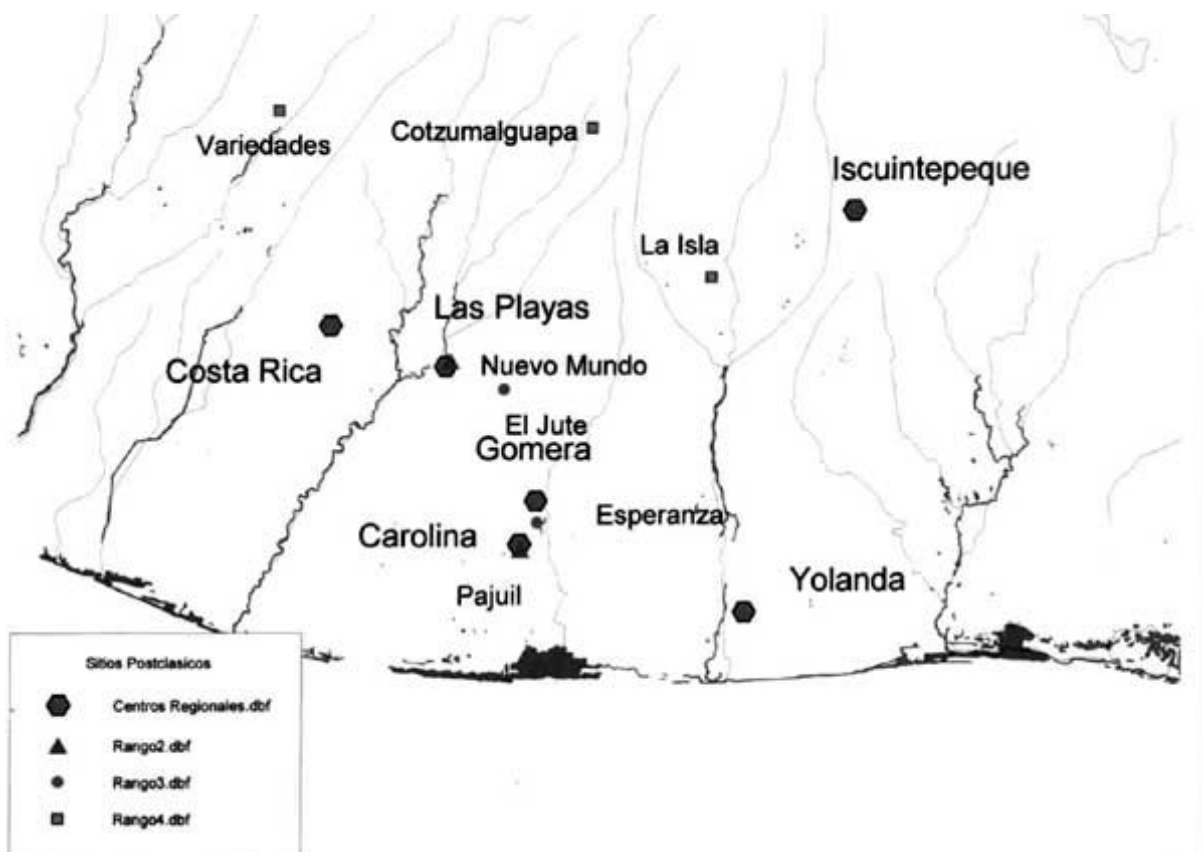 Variedades
Cotzumalguapa
Iscuintepeque
La Isla
Las Playas
Costa Rica
Nuevo Mundo
El Jute
Gomera
Esperanza
Carolina
Yolanda
Pajuil
Sitios Postclasicos
Centros Regionales.dbf
Rango2.dbf
Rango3.dbf
Rango4.dbf